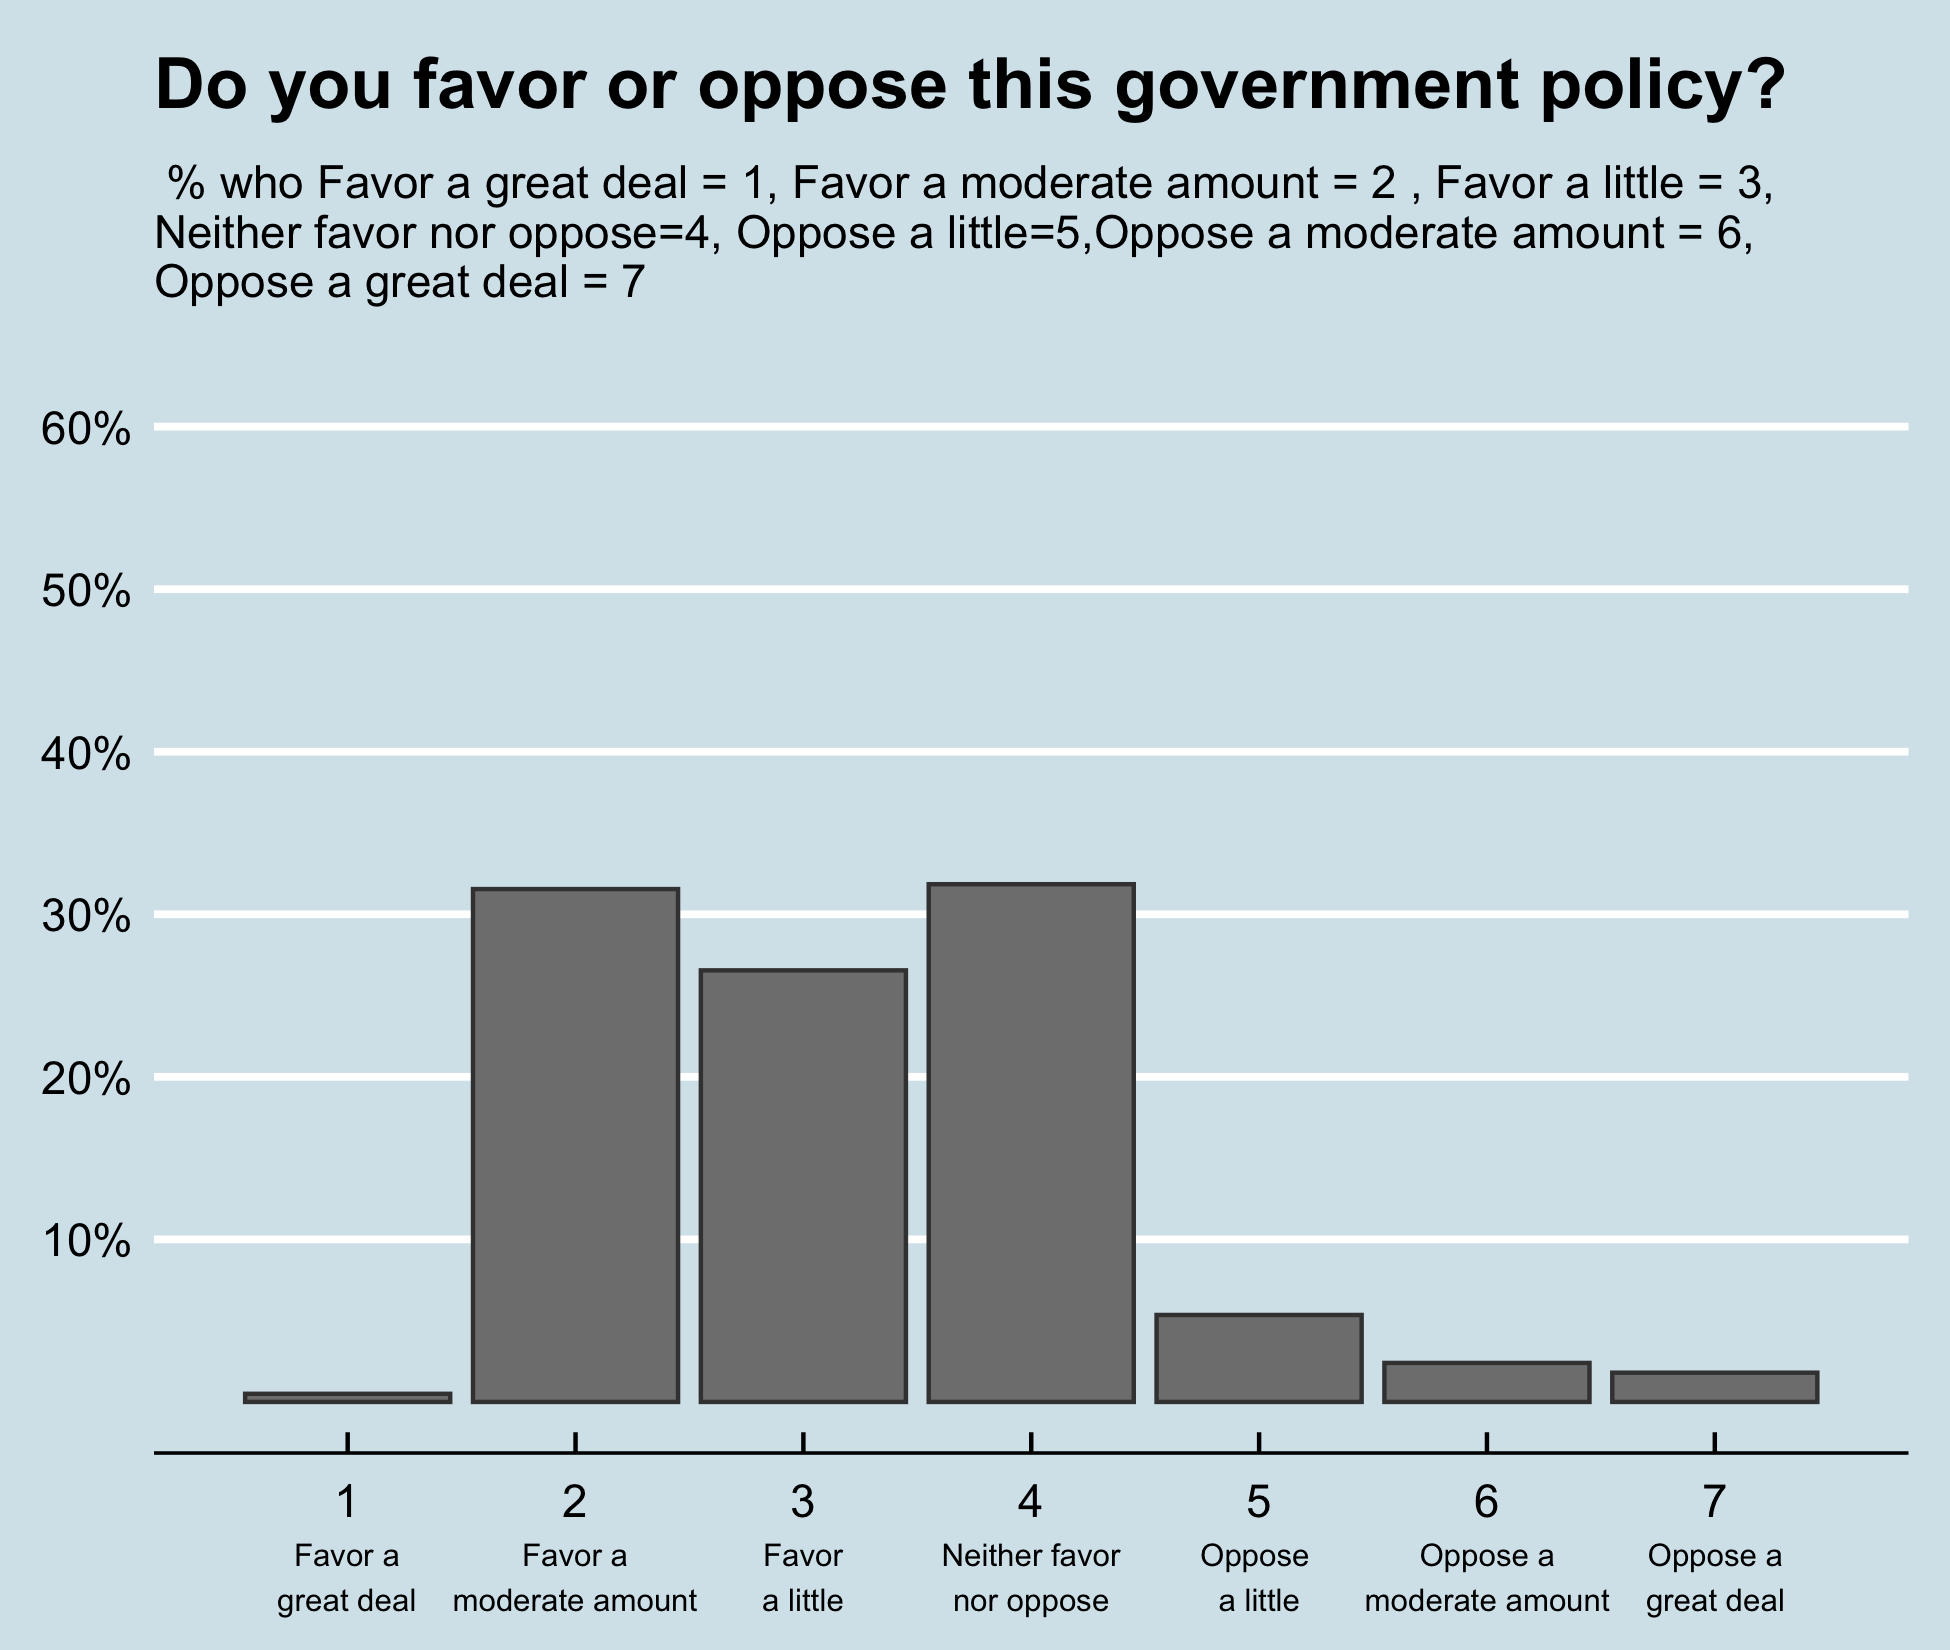 Do you favor or oppose this government policy?
% who Favor a great deal = 1, Favor a moderate amount = 2 , Favor a little = 3,
Neither favor nor oppose=4, Oppose a little=5,Oppose a moderate amount = 6,
Oppose a great deal = 7
60%
50%
40%
30%
20%
10%
1 2 3 4 5 6 7
Favor a Favor a Favor Neither favor Oppose Oppose a Oppose a
great deal moderate amount a little nor oppose a little moderate amount great deal